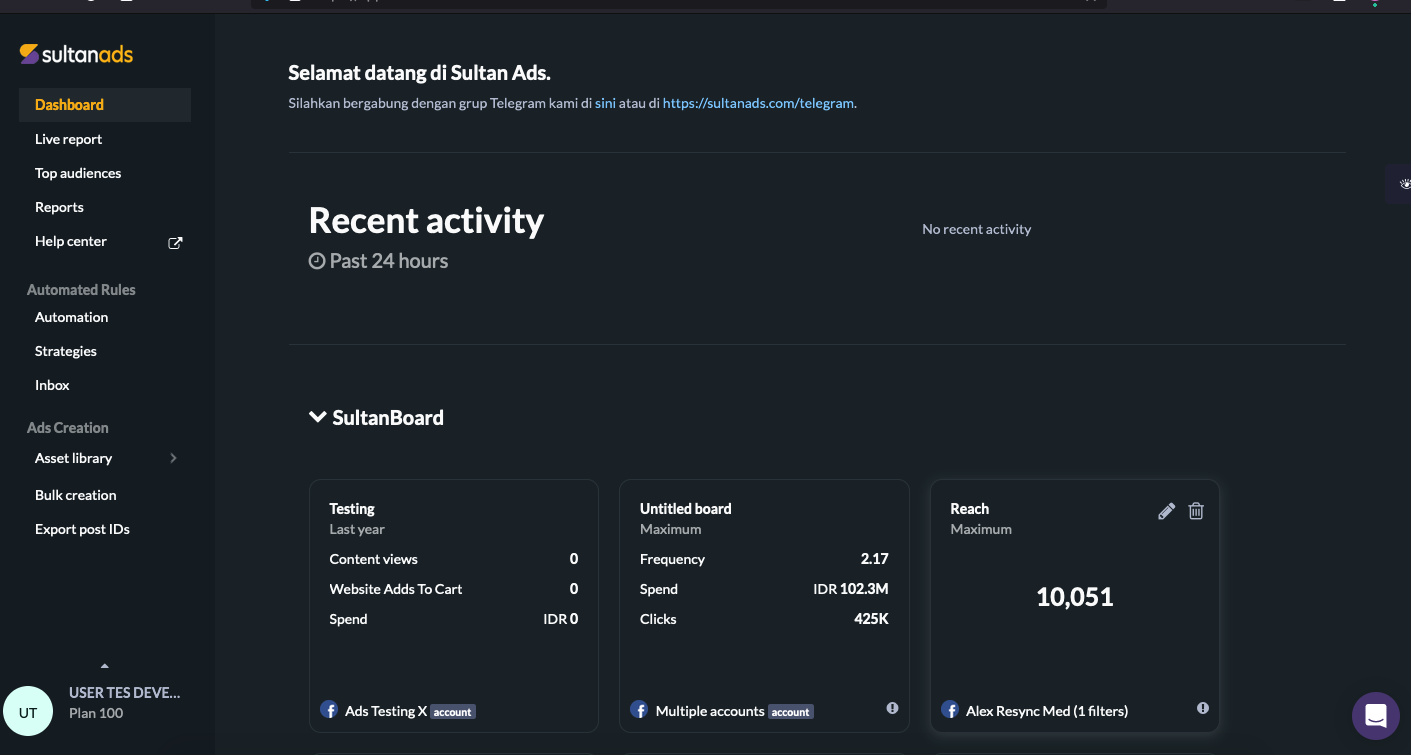 sultanads
Dashboard
Live report
Top audiences
Reports
Help center
Automated Rules
Automation
Strategies
Inbox
Ads Creation
Asset library
Bulk creation
Export post IDs
UT
USER TES DEVE...
Plan 100
Selamat datang di Sultan Ads.
Silahkan bergabung dengan grup Telegram kami di sini atau di https://sultanads.com/telegram.
Recent activity
Past 24 hours
No recent activity
SultanBoard
Testing
Last year
Content views 0
Website Adds To Cart 0
Spend IDR 0
Ads Testing X account
Untitled board
Maximum
Frequency 2.17
Spend IDR 102.3M
Clicks 425K
Multiple accounts account
Reach
Maximum
10,051
Alex Resync Med (1 filters)